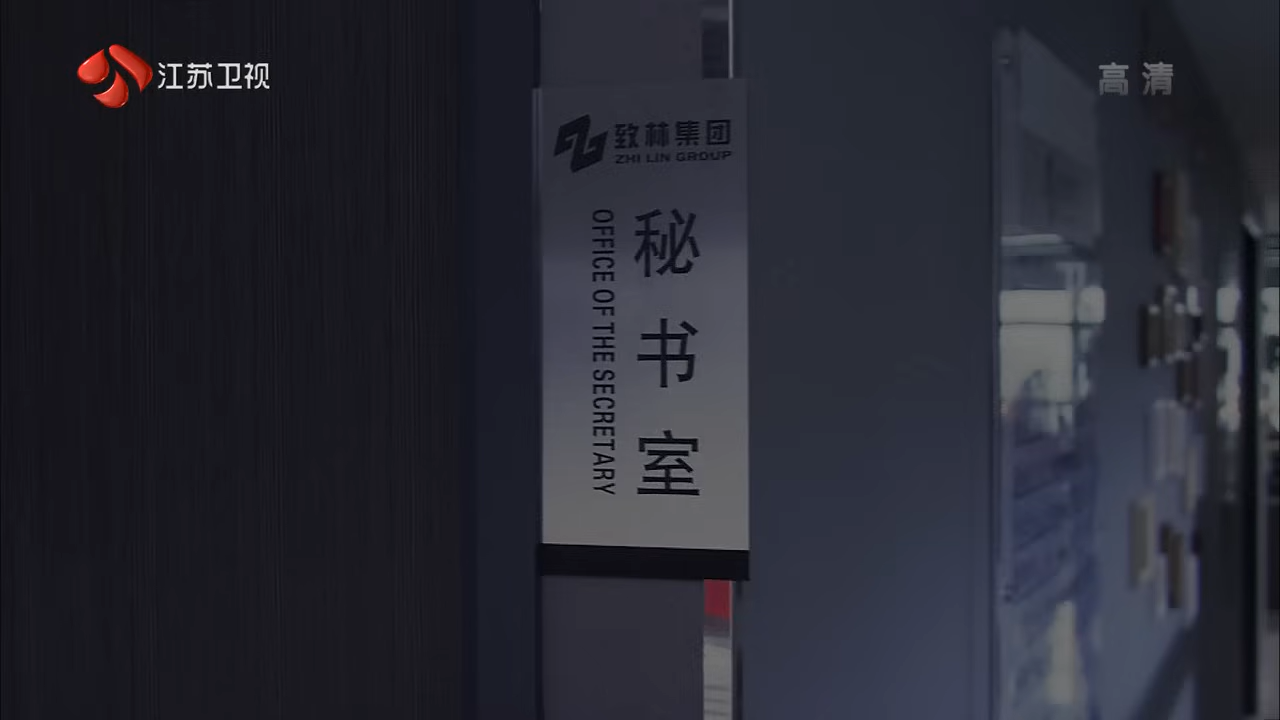 江苏卫视
高清
致林集团
ZHI LIN GROUP
秘书室
OFFICE OF THE SECRETARY